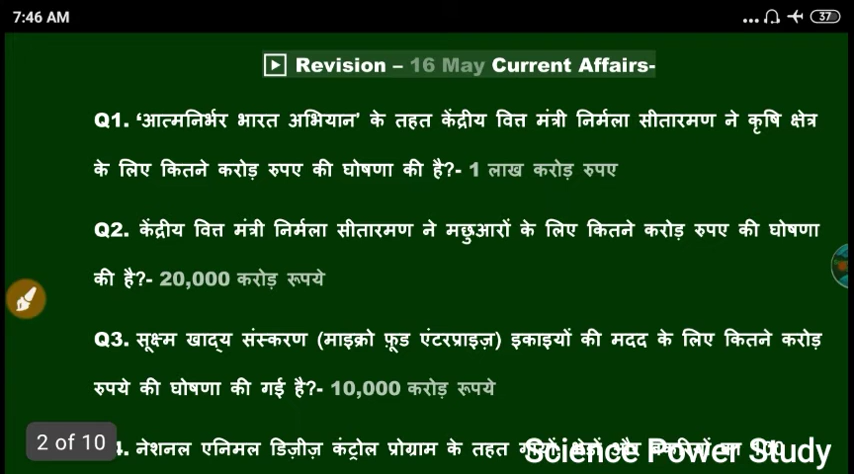 7:46 AM
37
Revision – 16 May Current Affairs-
Q1. ‘आत्मनिर्भर भारत अभियान’ के तहत केंद्रीय वित्त मंत्री निर्मला सीतारमण ने कृषि क्षेत्र
के लिए कितने करोड़ रुपए की घोषणा की है?- 1 लाख करोड़ रुपए
Q2. केंद्रीय वित्त मंत्री निर्मला सीतारमण ने मछुआरों के लिए कितने करोड़ रुपए की घोषणा
की है?- 20,000 करोड़ रूपये
Q3. सूक्ष्म खाद्य संस्करण (माइक्रो फ़ूड एंटरप्राइज़) इकाइयों की मदद के लिए कितने करोड़
रुपये की घोषणा की गई है?- 10,000 करोड़ रूपये
4. नेशनल एनिमल डिज़ीज़ कंट्रोल प्रोग्राम के तहत
2 of 10
Science Power Study